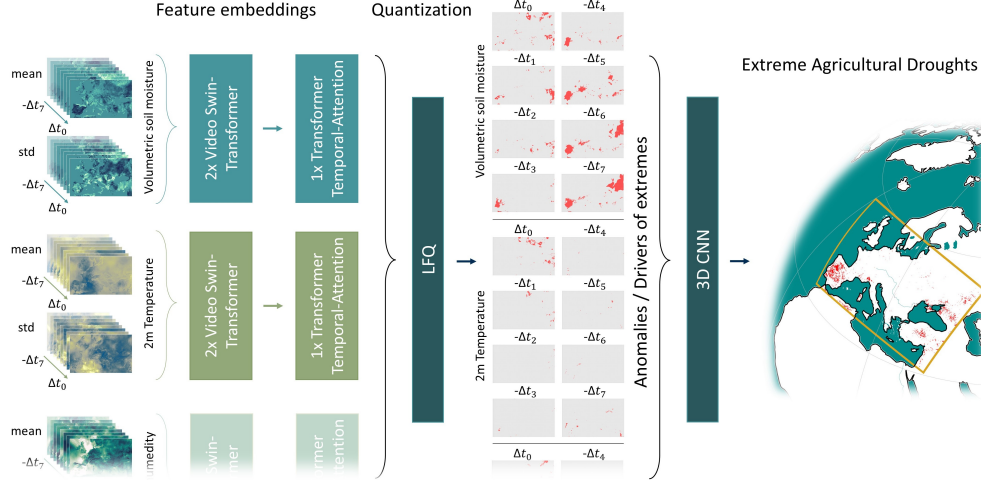 Feature embeddings
Quantization
Extreme Agricultural Droughts
mean
-Δt₇
Δt₀
std
-Δt₇
Δt₀
Volumetric soil moisture
2x Video Swin-
Transformer
1x Transformer
Temporal-Attention
mean
-Δt₇
Δt₀
std
-Δt₇
Δt₀
2m Temperature
2x Video Swin-
Transformer
1x Transformer
Temporal-Attention
mean
-Δt₇
LFQ
Volumetric soil moisture
Δt₀
-Δt₄
-Δt₁
-Δt₅
-Δt₂
-Δt₆
-Δt₃
-Δt₇
2m Temperature
Δt₀
-Δt₄
-Δt₁
-Δt₅
-Δt₂
-Δt₆
-Δt₃
-Δt₇
Δt₀
-Δt₄
Anomalies / Drivers of extremes
3D CNN